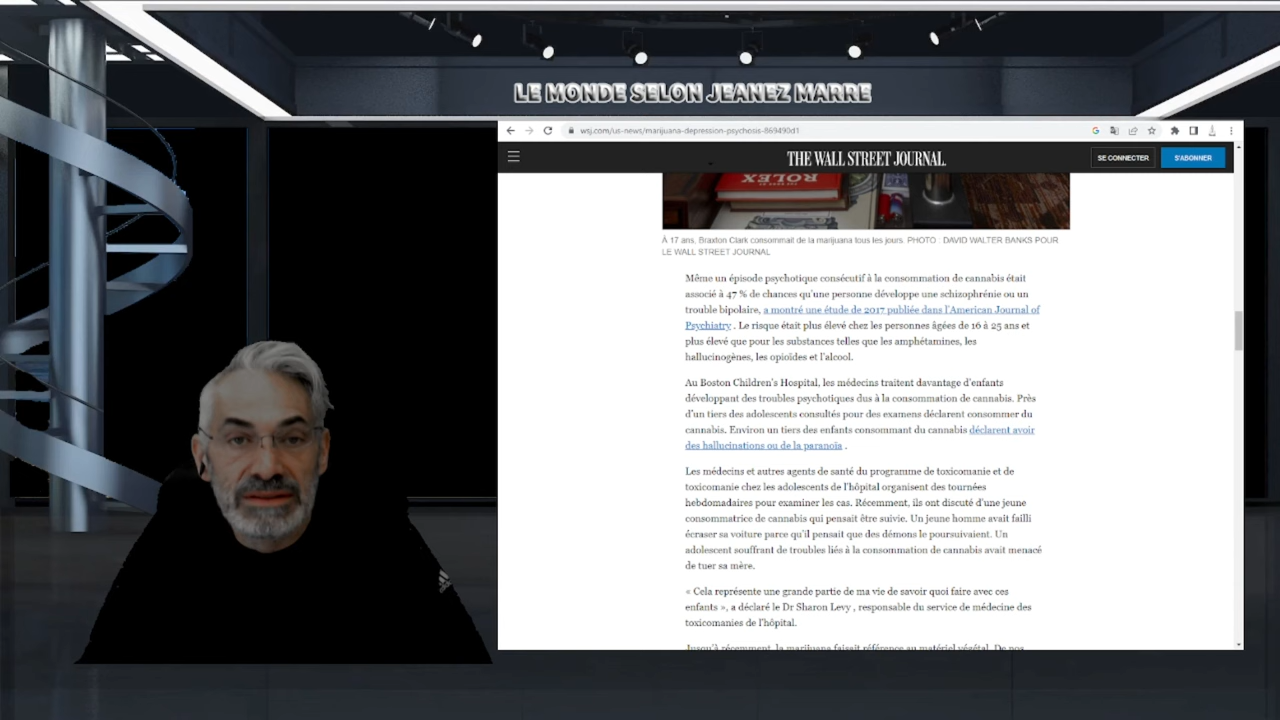 LE MONDE SELON JEANEZ MARRE
wsj.com/us-news/marijuana-depression-psychosis-869490d1
THE WALL STREET JOURNAL.
SE CONNECTER
S'ABONNER
ROLEX
À 17 ans, Braxton Clark consommait de la marijuana tous les jours. PHOTO : DAVID WALTER BANKS POUR
LE WALL STREET JOURNAL
Même un épisode psychotique consécutif à la consommation de cannabis était
associé à 47 % de chances qu'une personne développe une schizophrénie ou un
trouble bipolaire, a montré une étude de 2017 publiée dans l'American Journal of
Psychiatry . Le risque était plus élevé chez les personnes âgées de 16 à 25 ans et
plus élevé que pour les substances telles que les amphétamines, les
hallucinogènes, les opioïdes et l'alcool.
Au Boston Children's Hospital, les médecins traitent davantage d'enfants
développant des troubles psychotiques dus à la consommation de cannabis. Près
d'un tiers des adolescents consultés pour des examens déclarent consommer du
cannabis. Environ un tiers des enfants consommant du cannabis déclarent avoir
des hallucinations ou de la paranoïa .
Les médecins et autres agents de santé du programme de toxicomanie et de
toxicomanie chez les adolescents de l'hôpital organisent des tournées
hebdomadaires pour examiner les cas. Récemment, ils ont discuté d'une jeune
consommatrice de cannabis qui pensait être suivie. Un jeune homme avait failli
écraser sa voiture parce qu'il pensait que des démons le poursuivaient. Un
adolescent souffrant de troubles liés à la consommation de cannabis avait menacé
de tuer sa mère.
« Cela représente une grande partie de ma vie de savoir quoi faire avec ces
enfants », a déclaré le Dr Sharon Levy , responsable du service de médecine des
toxicomanies de l'hôpital.
Jusqu'à récemment, la marijuana faisait référence au matériel végétal. De nos